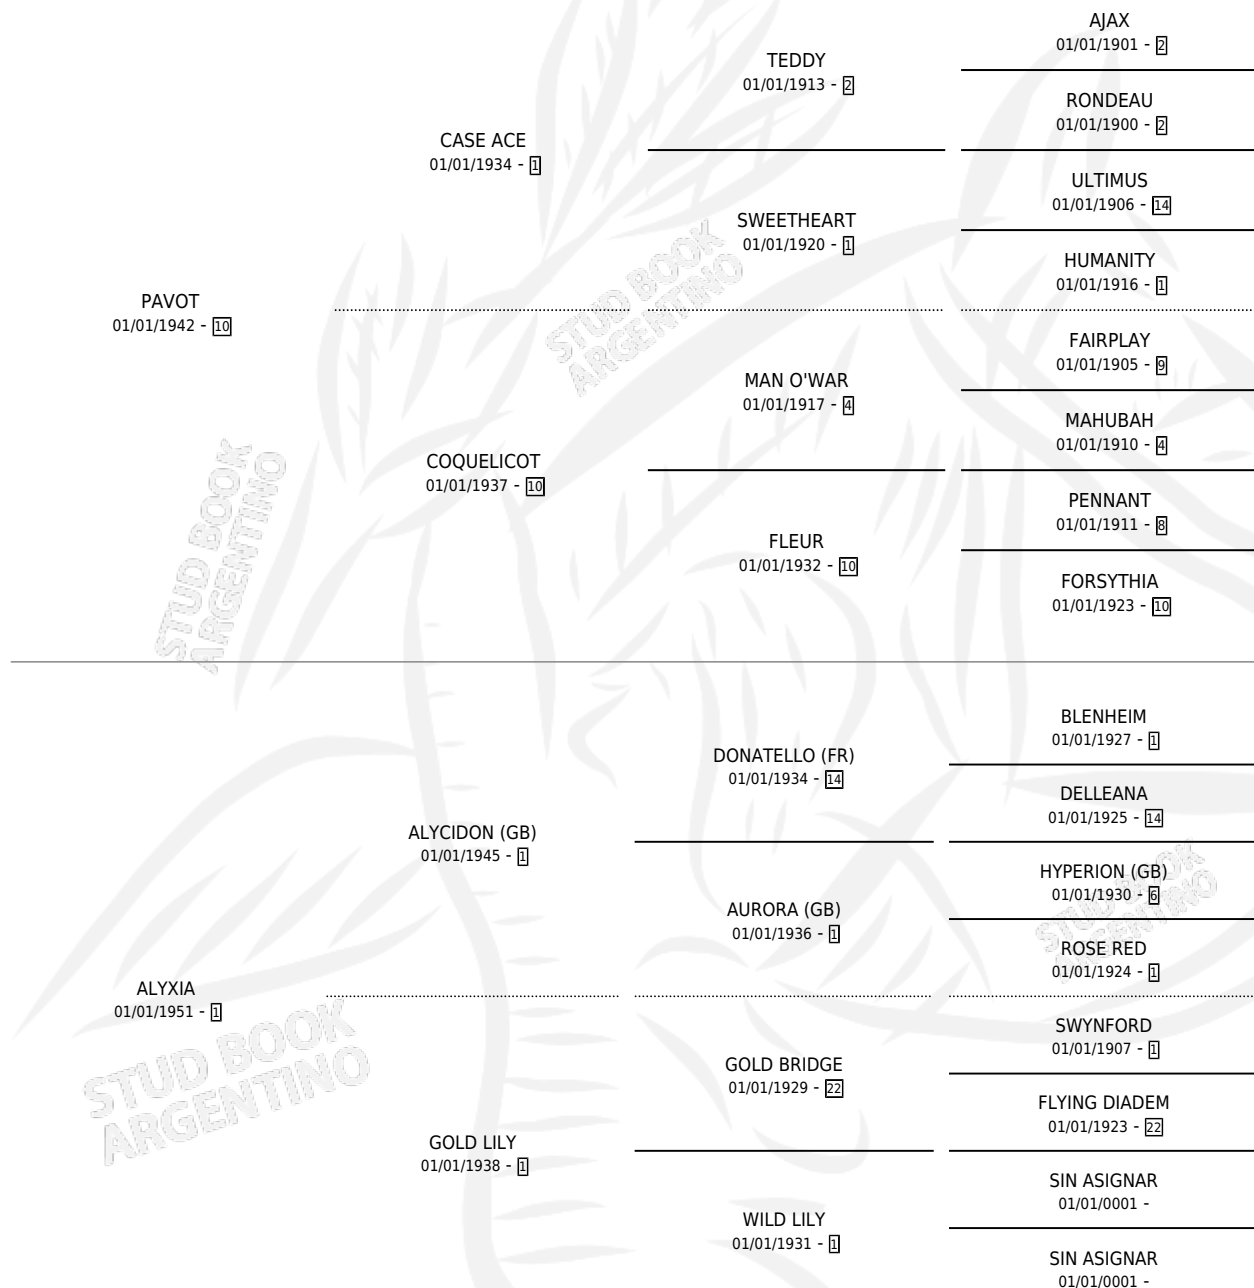 AJAX
01/01/1901 - 2
TEDDY
01/01/1913 - 2
RONDEAU
01/01/1900 - 2
CASE ACE
01/01/1934 - 1
ULTIMUS
01/01/1906 - 14
SWEETHEART
01/01/1920 - 1
HUMANITY
01/01/1916 - 1
PAVOT
01/01/1942 - 10
FAIRPLAY
01/01/1905 - 9
MAN O'WAR
01/01/1917 - 4
MAHUBAH
01/01/1910 - 4
COQUELICOT
01/01/1937 - 10
PENNANT
01/01/1911 - 8
FLEUR
01/01/1932 - 10
FORSYTHIA
01/01/1923 - 10
BLENHEIM
01/01/1927 - 1
DONATELLO (FR)
01/01/1934 - 14
DELLEANA
01/01/1925 - 14
ALYCIDON (GB)
01/01/1945 - 1
HYPERION (GB)
01/01/1930 - 6
AURORA (GB)
01/01/1936 - 1
ROSE RED
01/01/1924 - 1
ALYXIA
01/01/1951 - 1
SWYNFORD
01/01/1907 - 1
GOLD BRIDGE
01/01/1929 - 22
FLYING DIADEM
01/01/1923 - 22
GOLD LILY
01/01/1938 - 1
SIN ASIGNAR
01/01/0001 -
WILD LILY
01/01/1931 - 1
SIN ASIGNAR
01/01/0001 -
STUD BOOK
ARGENTINO
STUD BOOK
ARGENTINO
STUD BOOK
ARGENTINO
STUD BOOK
ARGENTINO